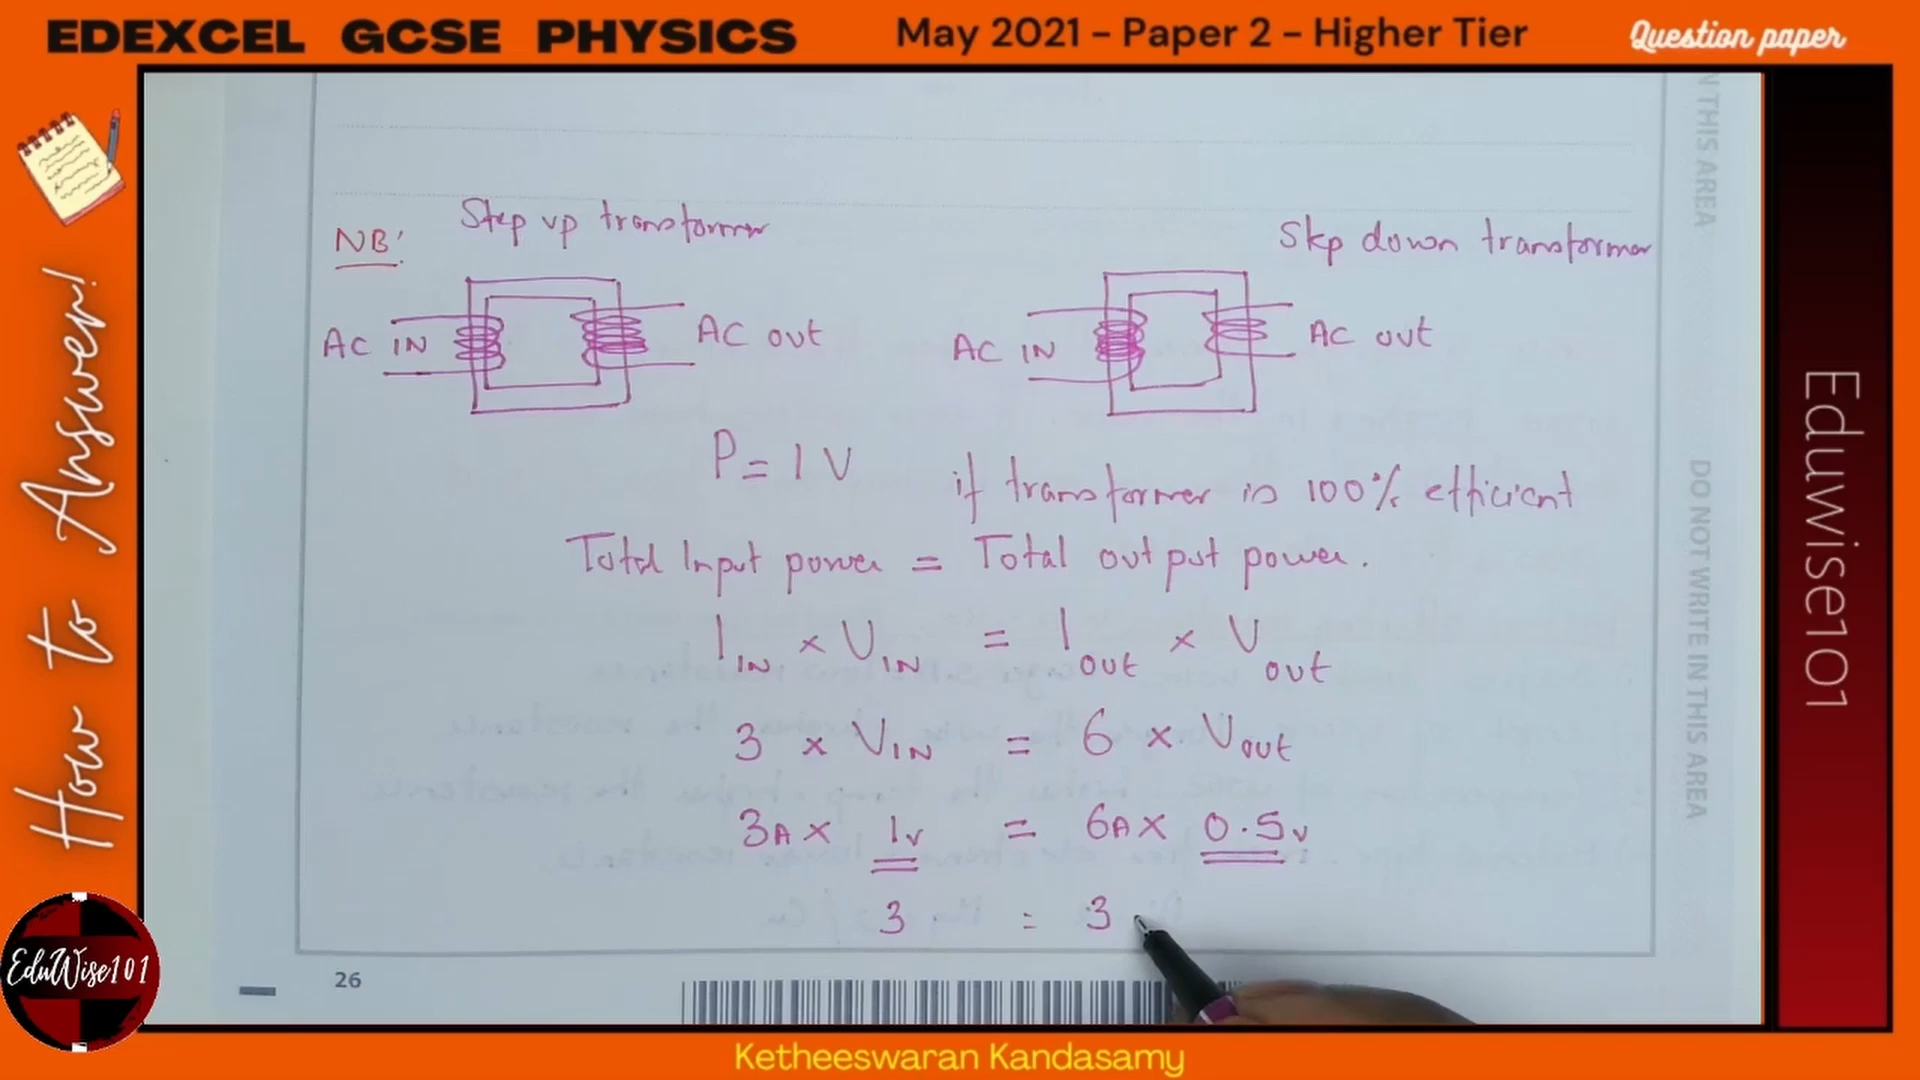 EDEXCEL GCSE PHYSICS May 2021 - Paper 2 - Higher Tier Question paper
How to Answer!
NB: Step up transformer Step down transformer
AC IN AC out AC IN AC out
P = I V if transformer is 100% efficient
Total Input power = Total output power.
I IN × V IN = I out × V out
3 × V IN = 6 × V out
3A × 1v = 6A × 0.5v
3 = 3
26
N THIS AREA
DO NOT WRITE IN THIS AREA
Eduwise101
EduWise101
Ketheeswaran Kandasamy